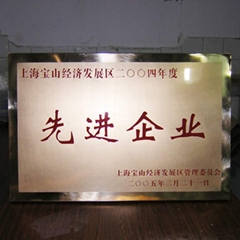 上海宝山经济发展区二〇〇四年度
先进企业
上海宝山经济发展区管理委员会
二〇〇五年三月二十一日